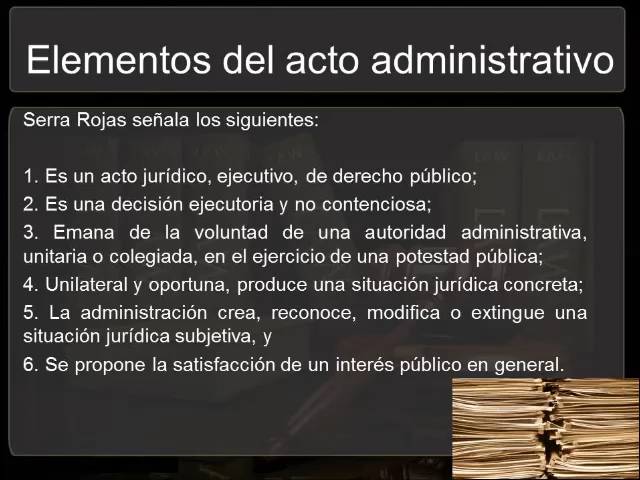 Elementos del acto administrativo
Serra Rojas señala los siguientes:
1. Es un acto jurídico, ejecutivo, de derecho público;
2. Es una decisión ejecutoria y no contenciosa;
3. Emana de la voluntad de una autoridad administrativa,
unitaria o colegiada, en el ejercicio de una potestad pública;
4. Unilateral y oportuna, produce una situación jurídica concreta;
5. La administración crea, reconoce, modifica o extingue una
situación jurídica subjetiva, y
6. Se propone la satisfacción de un interés público en general.